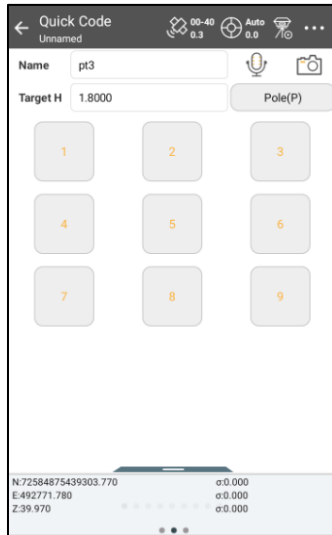 Quick Code
Unnamed
00-40
0.3
Auto
0.0
Name pt3
Target H 1.8000 Pole(P)
1 2 3
4 5 6
7 8 9
N:72584875439303.770 σ:0.000
E:492771.780 σ:0.000
Z:39.970 σ:0.000